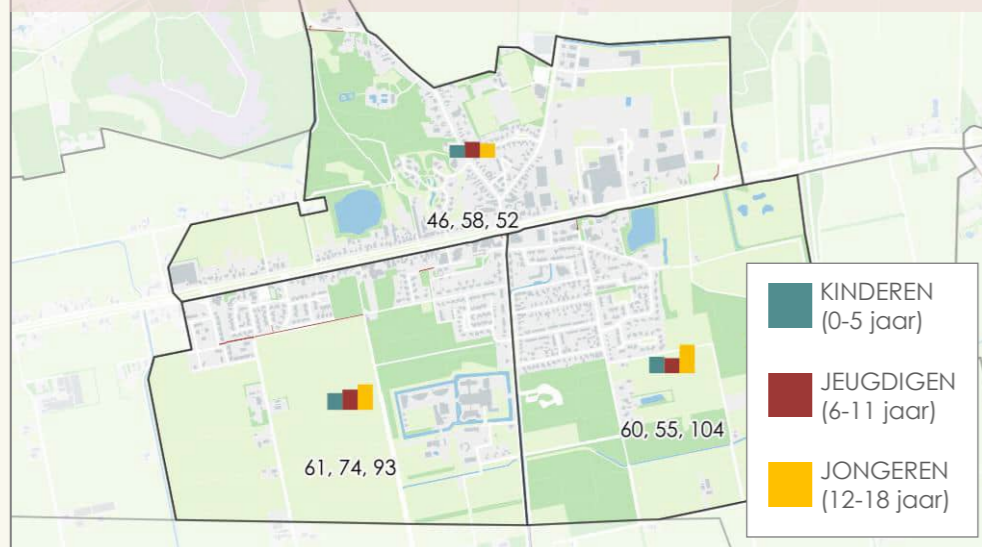 46, 58, 52
61, 74, 93
60, 55, 104
KINDEREN
(0-5 jaar)
JEUGDIGEN
(6-11 jaar)
JONGEREN
(12-18 jaar)